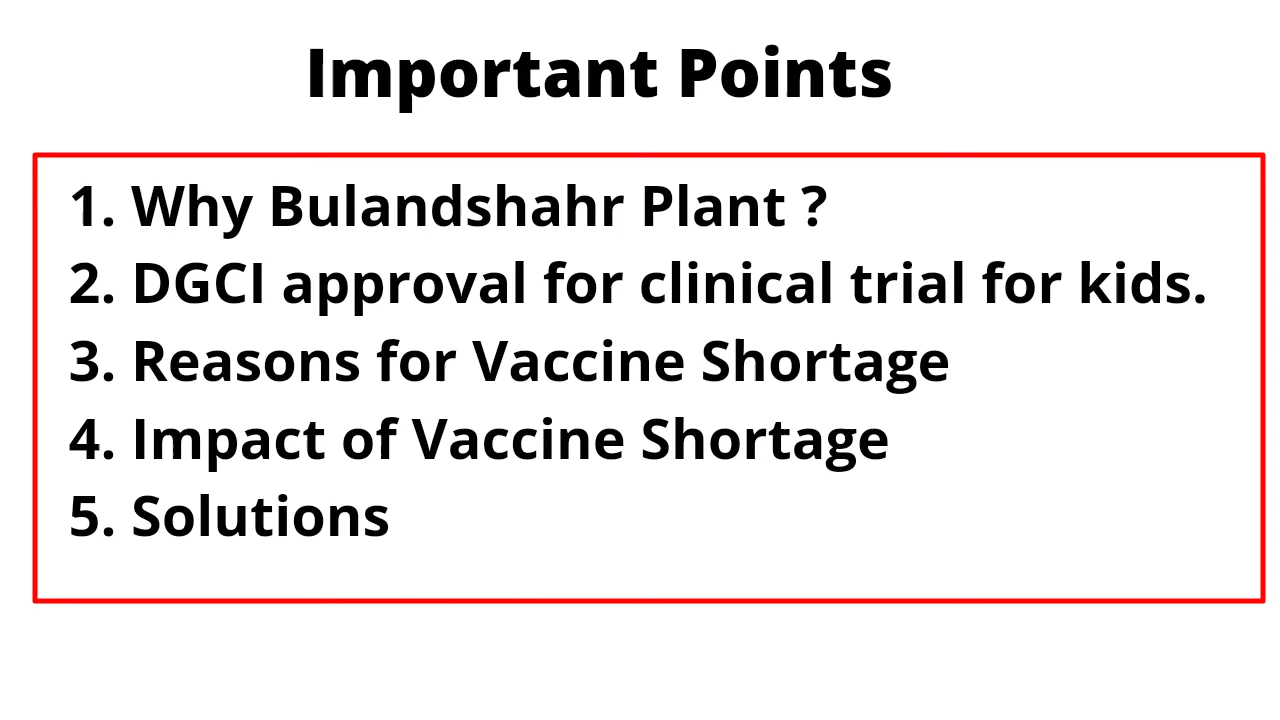 Important Points
1. Why Bulandshahr Plant ?
2. DGCI approval for clinical trial for kids.
3. Reasons for Vaccine Shortage
4. Impact of Vaccine Shortage
5. Solutions